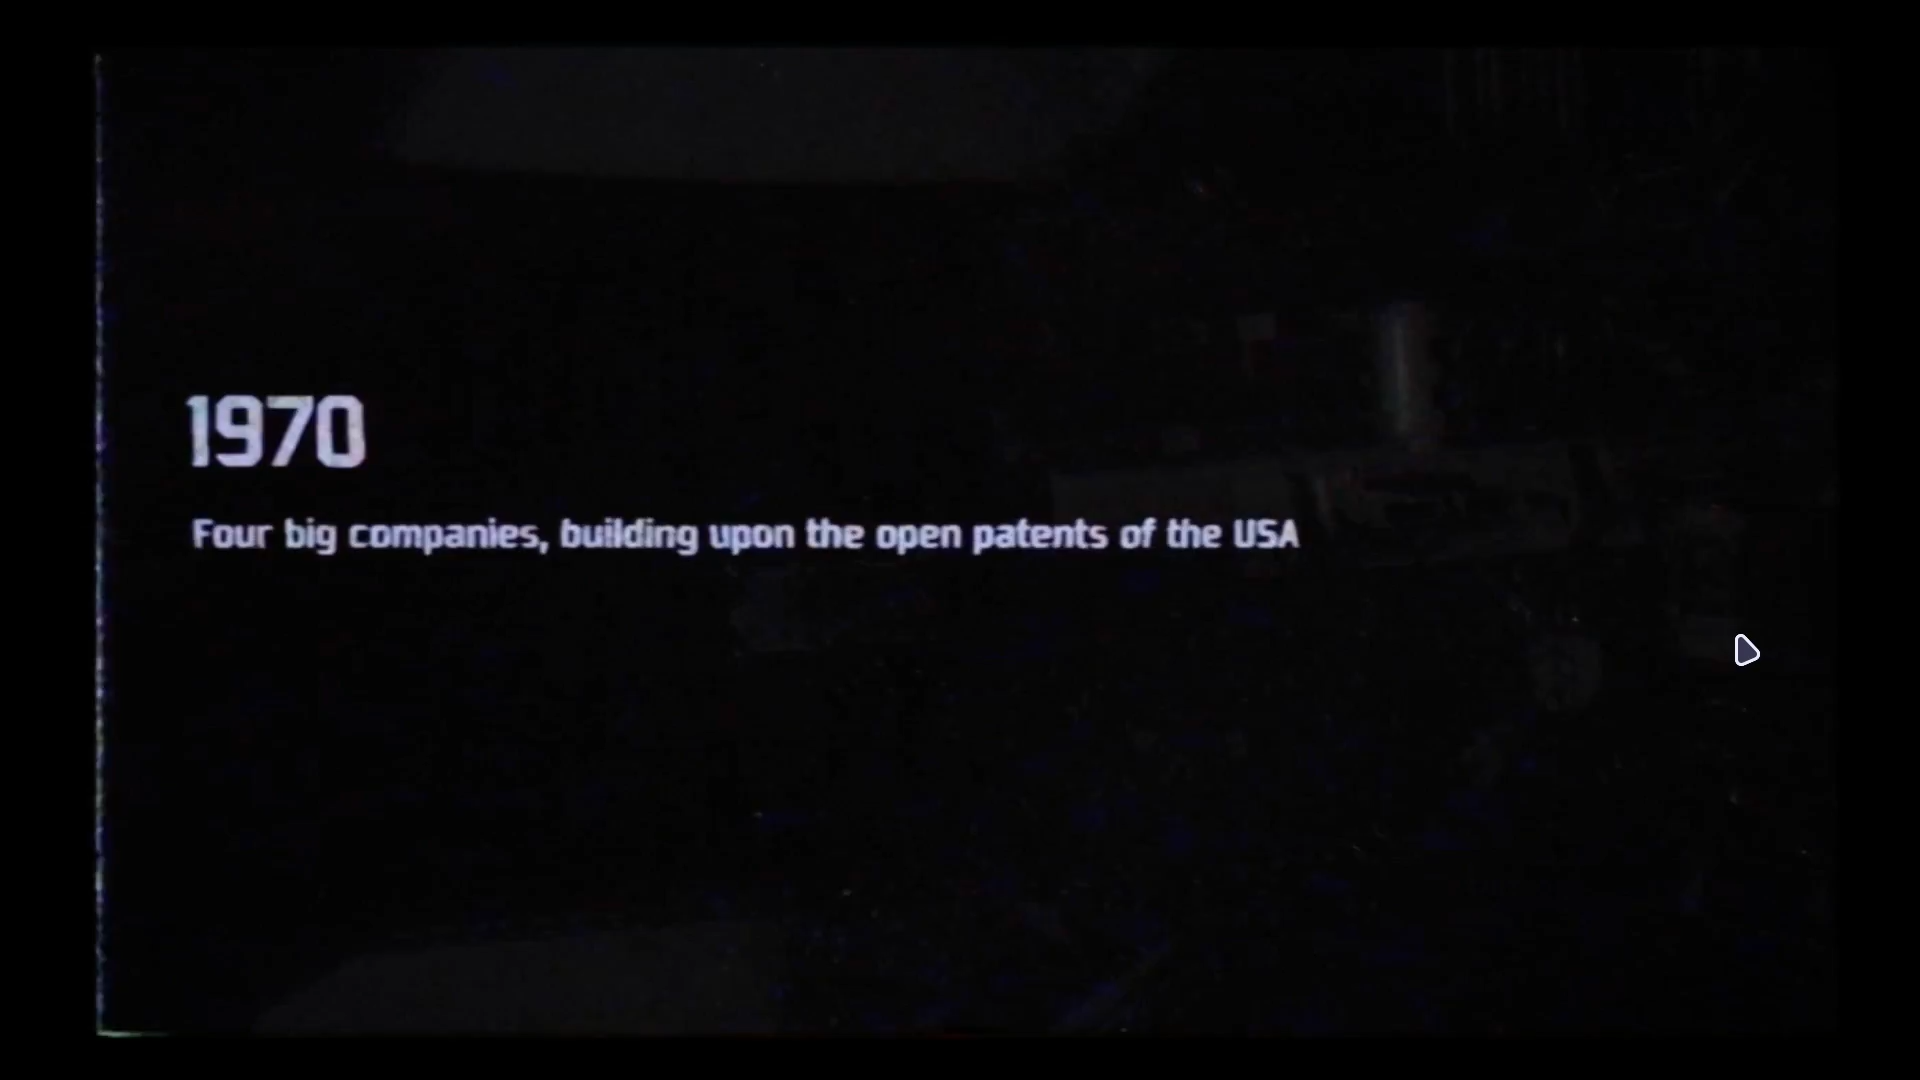 1970
Four big companies, building upon the open patents of the USA